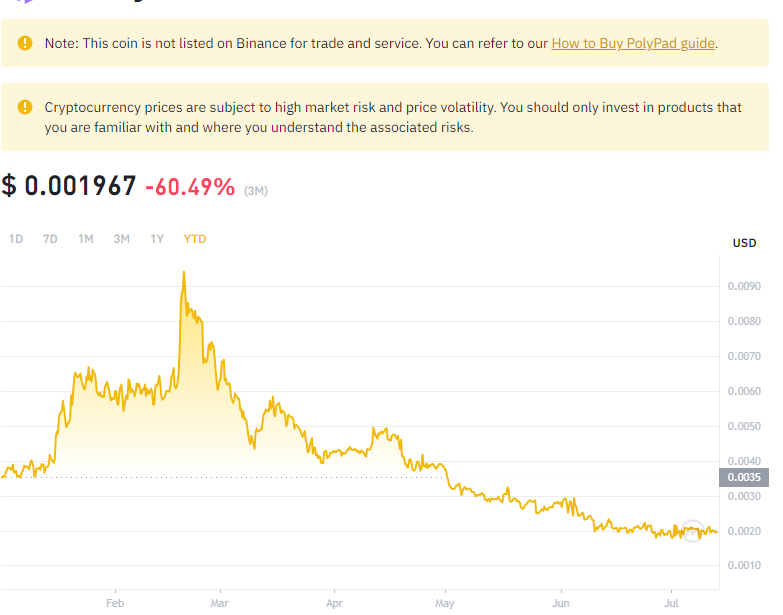 Note: This coin is not listed on Binance for trade and service. You can refer to our How to Buy PolyPad guide.
Cryptocurrency prices are subject to high market risk and price volatility. You should only invest in products that
you are familiar with and where you understand the associated risks.
$ 0.001967 -60.49% (3M)
1D 7D 1M 3M 1Y YTD
USD
0.0090
0.0080
0.0070
0.0060
0.0050
0.0040
0.0035
0.0030
0.0020
0.0010
Feb Mar Apr May Jun Jul